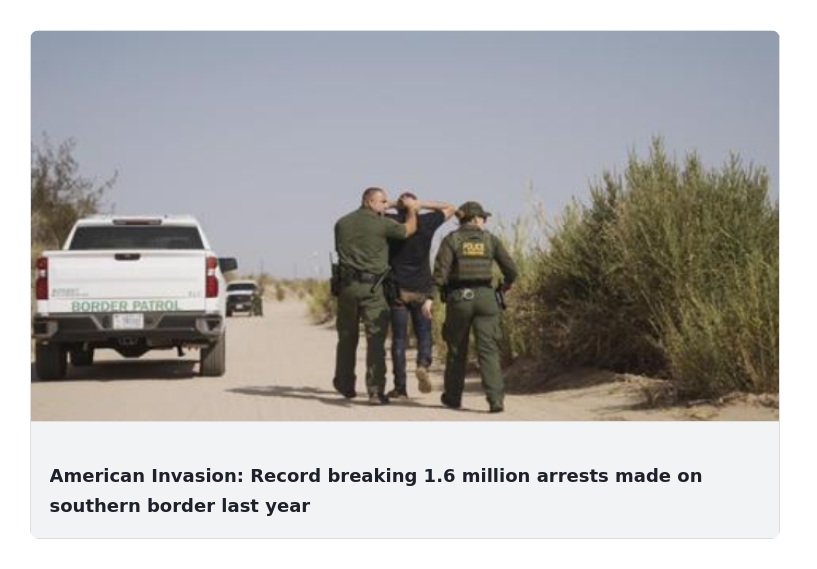 BORDER PATROL
POLICE
American Invasion: Record breaking 1.6 million arrests made on
southern border last year